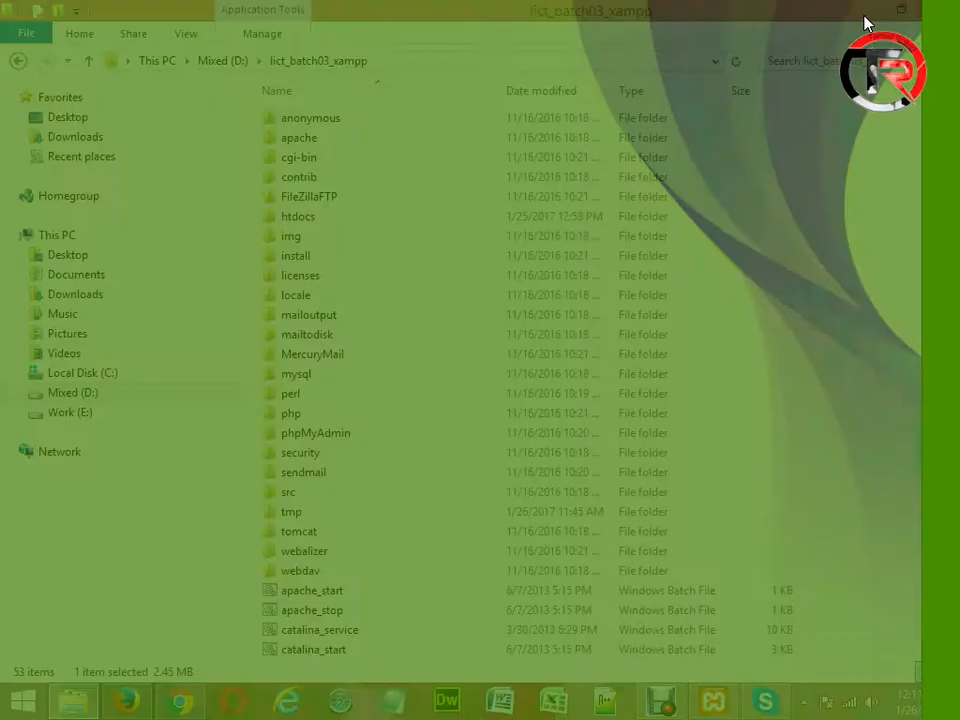 Application Tools
lict_batch03_xampp
File Home Share View Manage
This PC Mixed (D:) lict_batch03_xampp
Search lict_bat
TR
Name Date modified Type Size
Favorites
Desktop
Downloads
Recent places
Homegroup
This PC
Desktop
Documents
Downloads
Music
Pictures
Videos
Local Disk (C:)
Mixed (D:)
Work (E:)
Network
anonymous 11/16/2016 10:18 ... File folder
apache 11/16/2016 10:18 ... File folder
cgi-bin 11/16/2016 10:21 ... File folder
contrib 11/16/2016 10:18 ... File folder
FileZillaFTP 11/16/2016 10:21 ... File folder
htdocs 1/25/2017 12:58 PM File folder
img 11/16/2016 10:18 ... File folder
install 11/16/2016 10:21 ... File folder
licenses 11/16/2016 10:18 ... File folder
locale 11/16/2016 10:18 ... File folder
mailoutput 11/16/2016 10:18 ... File folder
mailtodisk 11/16/2016 10:18 ... File folder
MercuryMail 11/16/2016 10:21 ... File folder
mysql 11/16/2016 10:18 ... File folder
perl 11/16/2016 10:19 ... File folder
php 11/16/2016 10:21 ... File folder
phpMyAdmin 11/16/2016 10:20 ... File folder
security 11/16/2016 10:18 ... File folder
sendmail 11/16/2016 10:20 ... File folder
src 11/16/2016 10:18 ... File folder
tmp 1/26/2017 11:45 AM File folder
tomcat 11/16/2016 10:18 ... File folder
webalizer 11/16/2016 10:21 ... File folder
webdav 11/16/2016 10:18 ... File folder
apache_start 6/7/2013 5:15 PM Windows Batch File 1 KB
apache_stop 6/7/2013 5:15 PM Windows Batch File 1 KB
catalina_service 3/30/2013 6:29 PM Windows Batch File 10 KB
catalina_start 6/7/2013 5:15 PM Windows Batch File 3 KB
53 items 1 item selected 2.45 MB
Dw